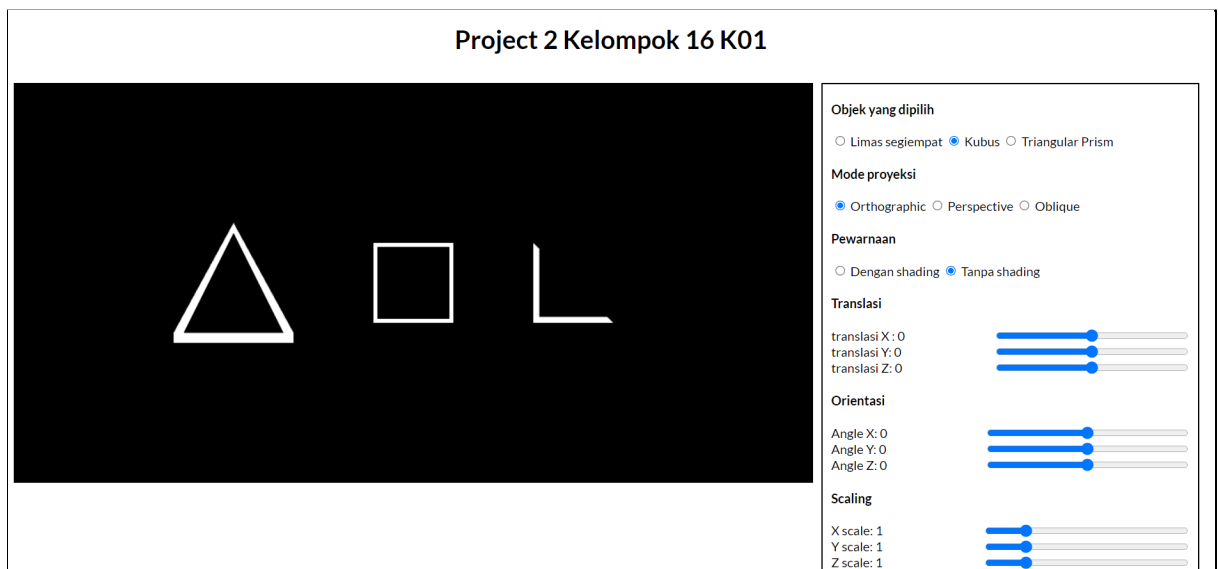 Project 2 Kelompok 16 K01
Objek yang dipilih
Limas segiempat Kubus Triangular Prism
Mode proyeksi
Orthographic Perspective Oblique
Pewarnaan
Dengan shading Tanpa shading
Translasi
translasi X : 0
translasi Y: 0
translasi Z: 0
Orientasi
Angle X: 0
Angle Y: 0
Angle Z: 0
Scaling
X scale: 1
Y scale: 1
Z scale: 1